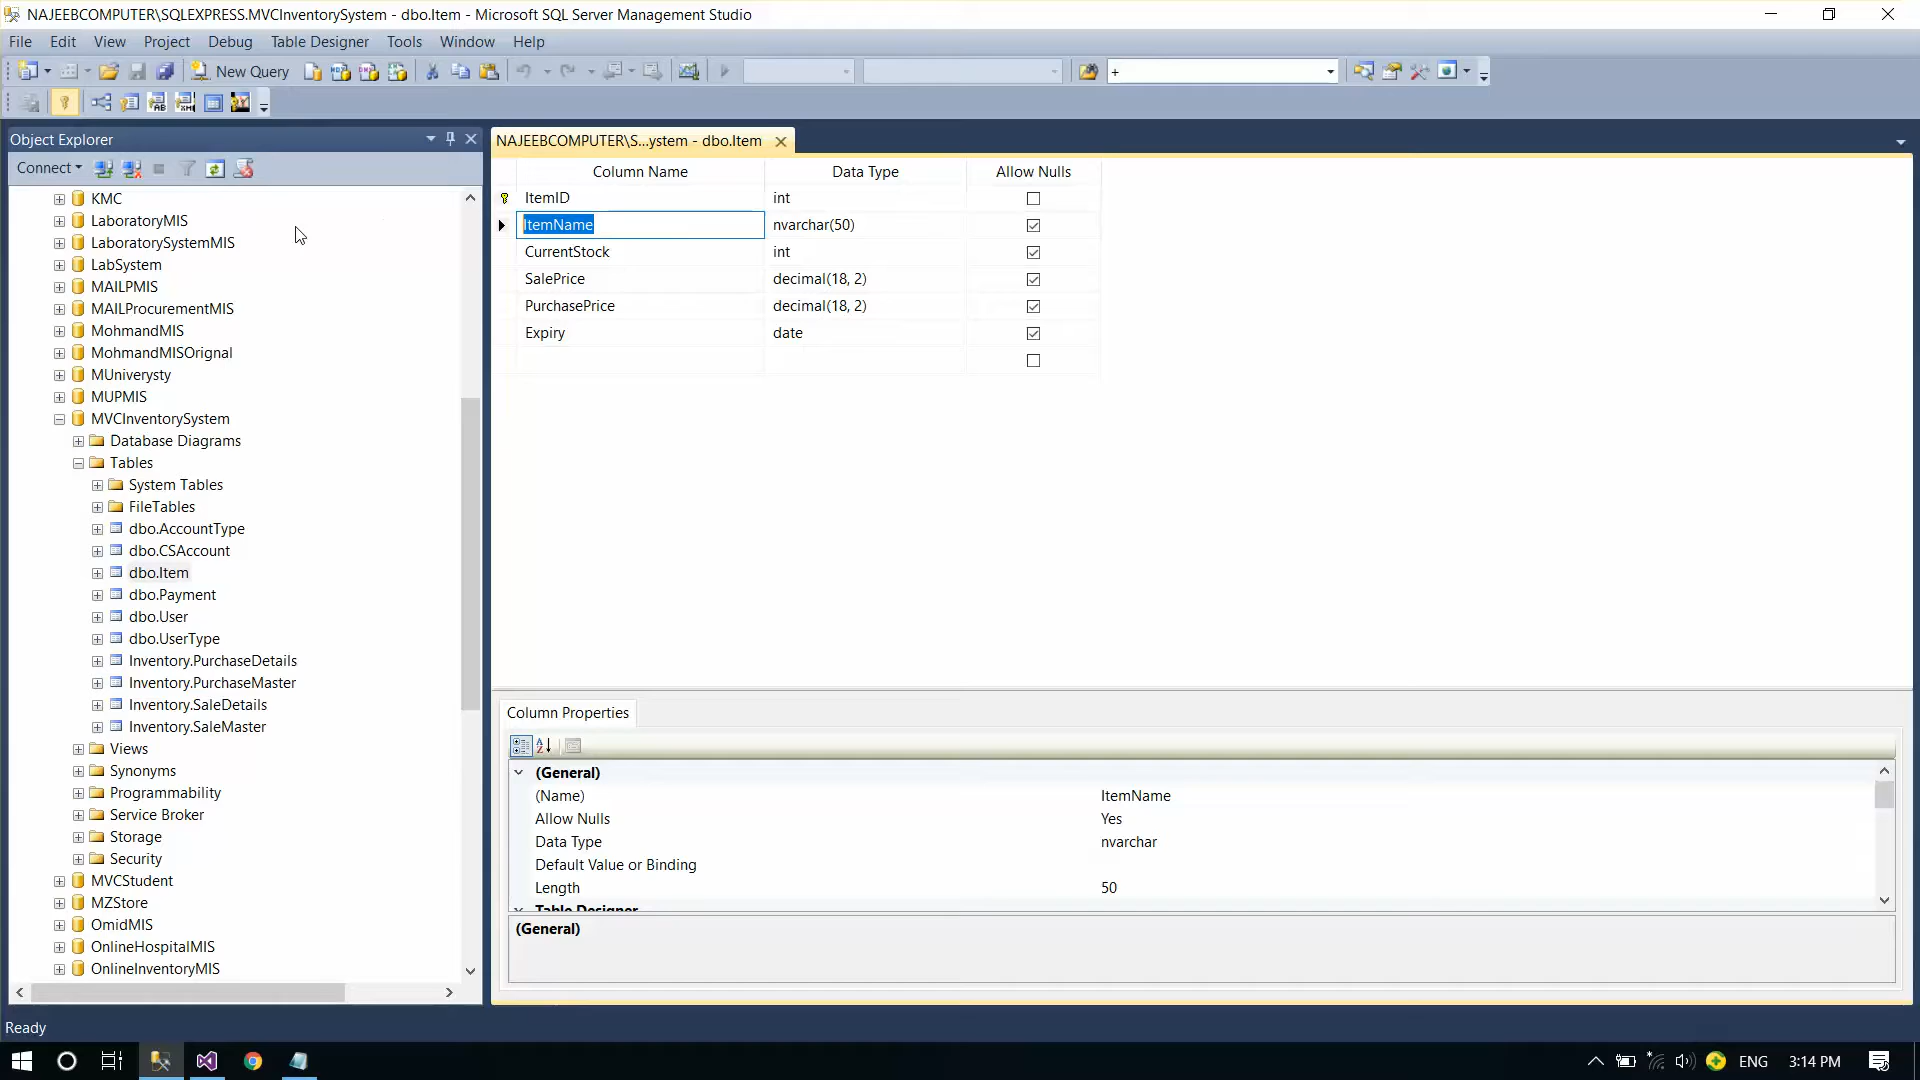 NAJEEBCOMPUTER\SQLEXPRESS.MVCInventorySystem - dbo.Item - Microsoft SQL Server Management Studio
File Edit View Project Debug Table Designer Tools Window Help
New Query +
Object Explorer
Connect
KMC
LaboratoryMIS
LaboratorySystemMIS
LabSystem
MAILPMIS
MAILProcurementMIS
MohmandMIS
MohmandMISOrignal
MUniverysty
MUPMIS
MVCInventorySystem
Database Diagrams
Tables
System Tables
FileTables
dbo.AccountType
dbo.CSAccount
dbo.Item
dbo.Payment
dbo.User
dbo.UserType
Inventory.PurchaseDetails
Inventory.PurchaseMaster
Inventory.SaleDetails
Inventory.SaleMaster
Views
Synonyms
Programmability
Service Broker
Storage
Security
MVCStudent
MZStore
OmidMIS
OnlineHospitalMIS
OnlineInventoryMIS
NAJEEBCOMPUTER\S...ystem - dbo.Item
Column Name Data Type Allow Nulls
ItemID int
ItemName nvarchar(50)
CurrentStock int
SalePrice decimal(18, 2)
PurchasePrice decimal(18, 2)
Expiry date
Column Properties
(General)
(Name) ItemName
Allow Nulls Yes
Data Type nvarchar
Default Value or Binding
Length 50
Table Designer
(General)
Ready
ENG 3:14 PM